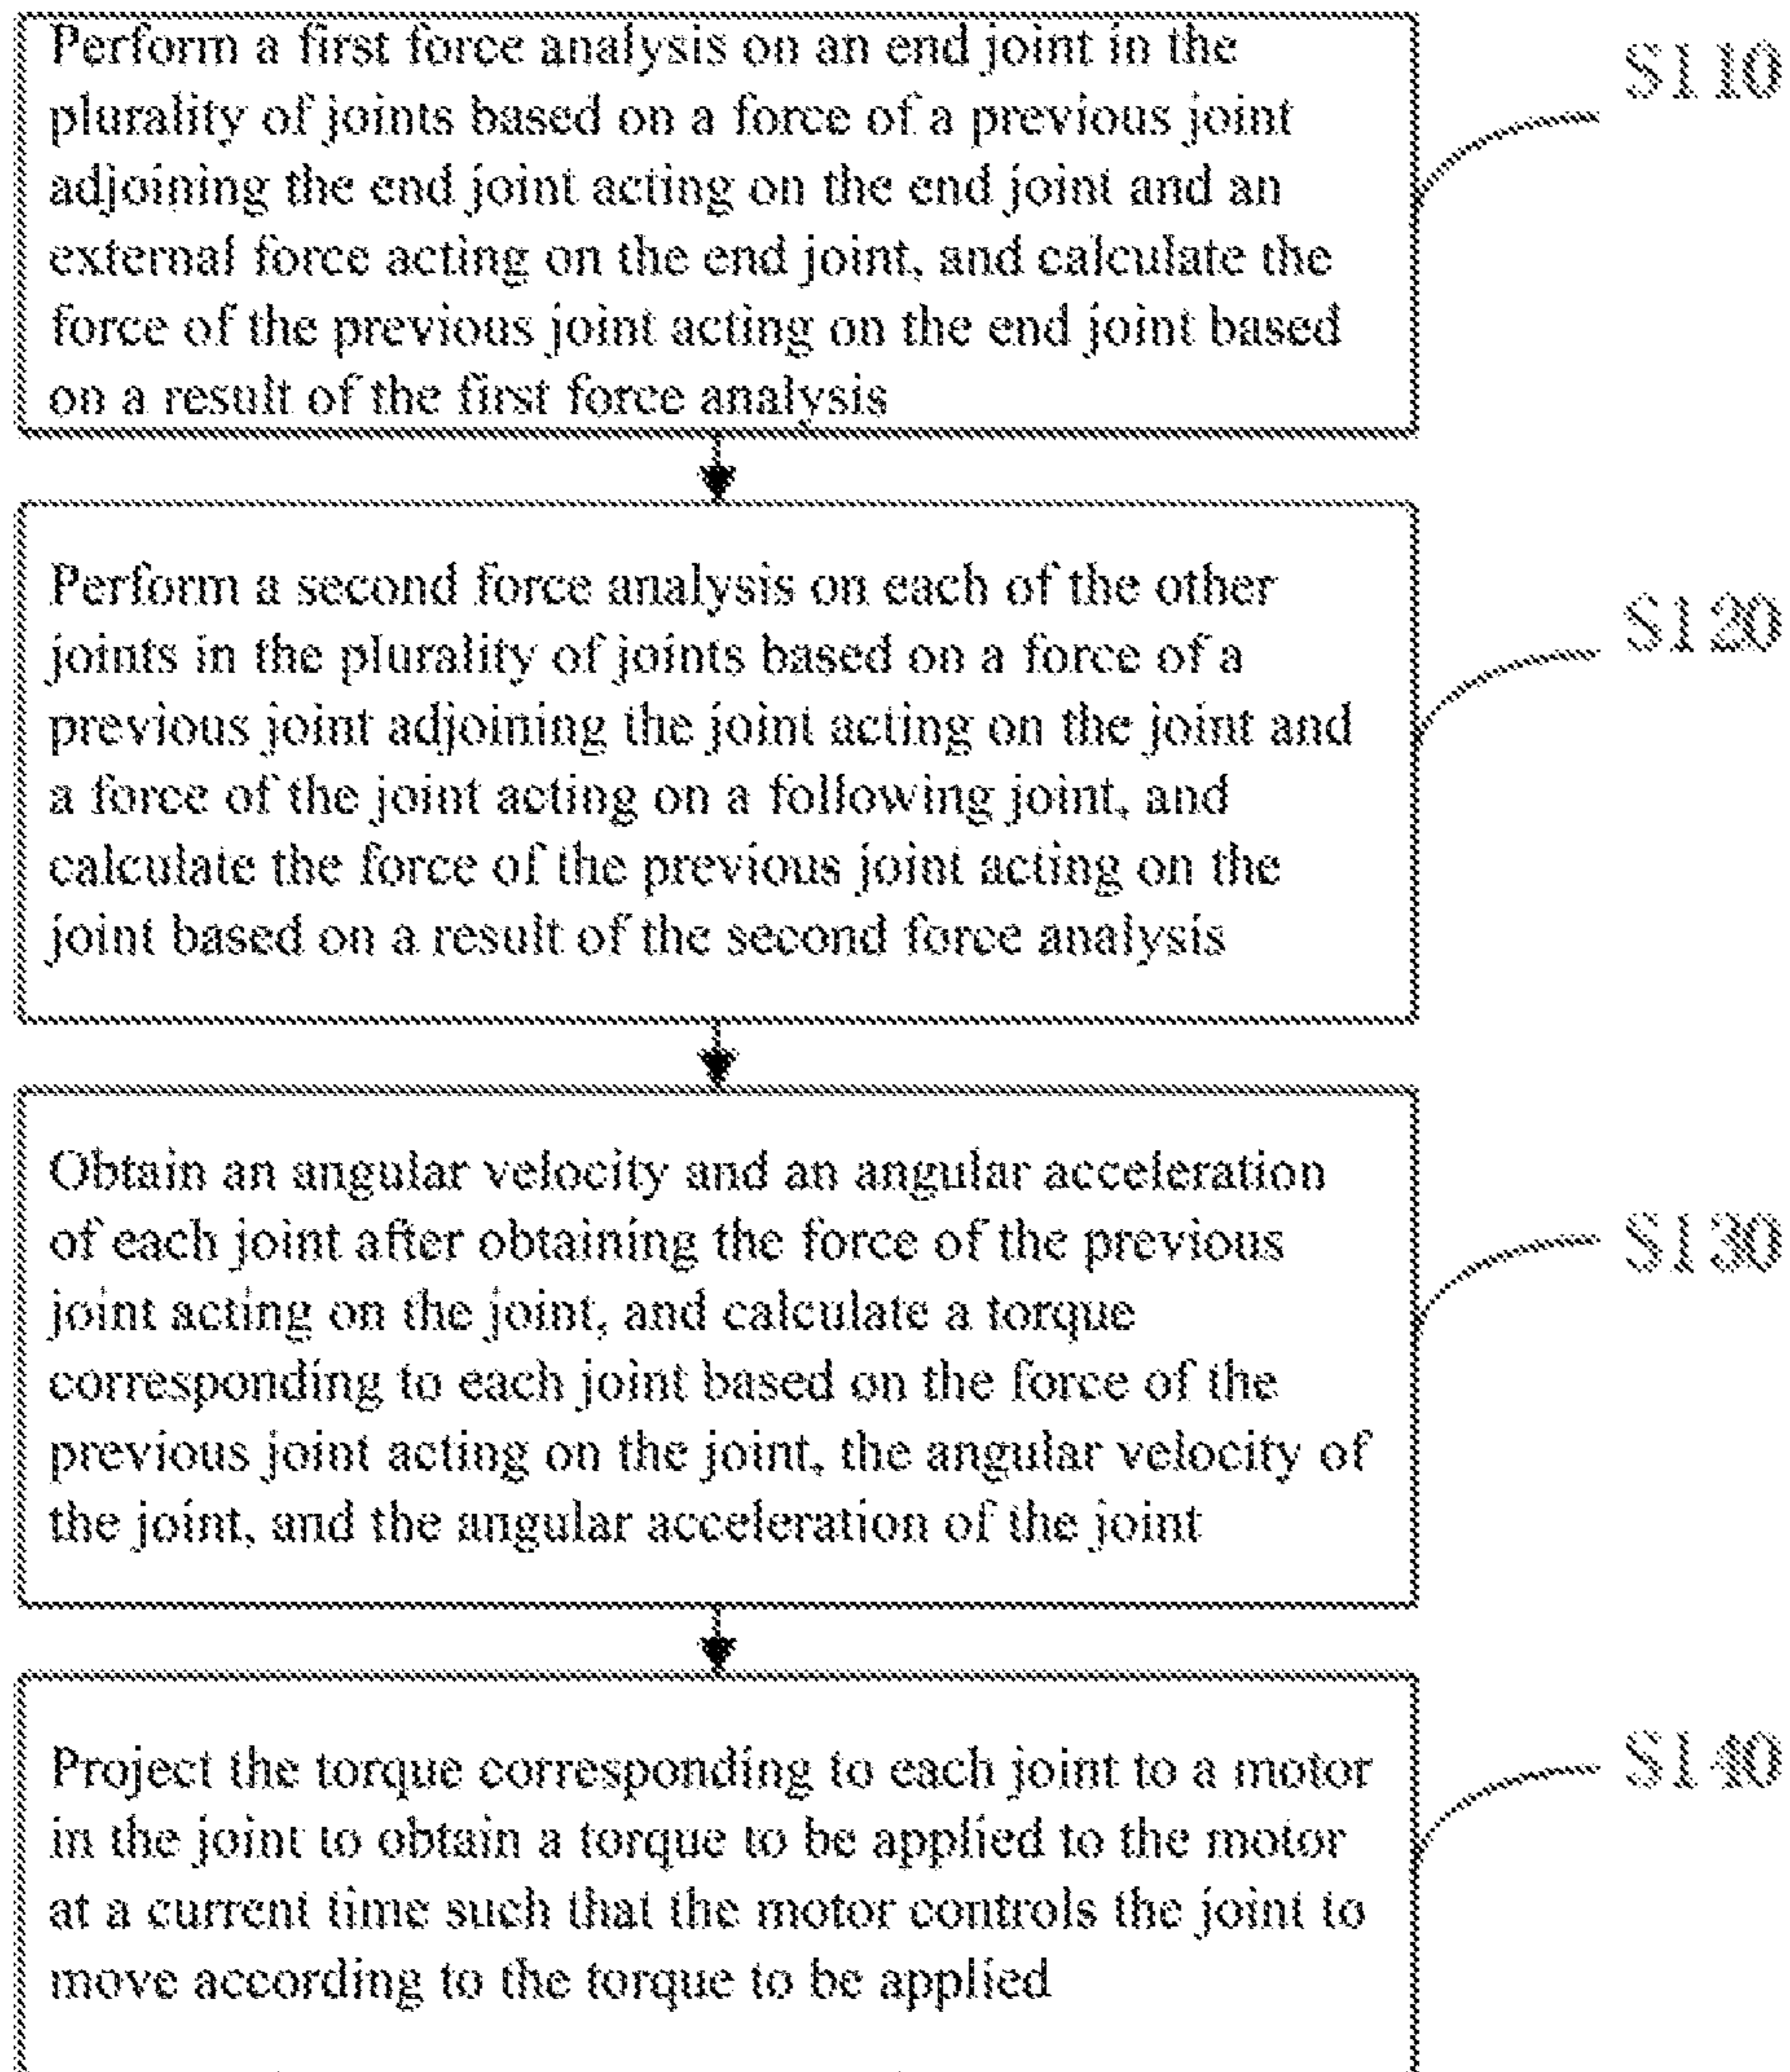 Perform a first force analysis on an end joint in the
plurality of joints based on a force of a previous joint
adjoining the end joint acting on the end joint and an
external force acting on the end joint, and calculate the
force of the previous joint acting on the end joint based
on a result of the first force analysis
S110
Perform a second force analysis on each of the other
joints in the plurality of joints based on a force of a
previous joint adjoining the joint acting on the joint and
a force of the joint acting on a following joint, and
calculate the force of the previous joint acting on the
joint based on a result of the second force analysis
S120
Obtain an angular velocity and an angular acceleration
of each joint after obtaining the force of the previous
joint acting on the joint, and calculate a torque
corresponding to each joint based on the force of the
previous joint acting on the joint, the angular velocity of
the joint, and the angular acceleration of the joint
S130
Project the torque corresponding to each joint to a motor
in the joint to obtain a torque to be applied to the motor
at a current time such that the motor controls the joint to
move according to the torque to be applied
S140